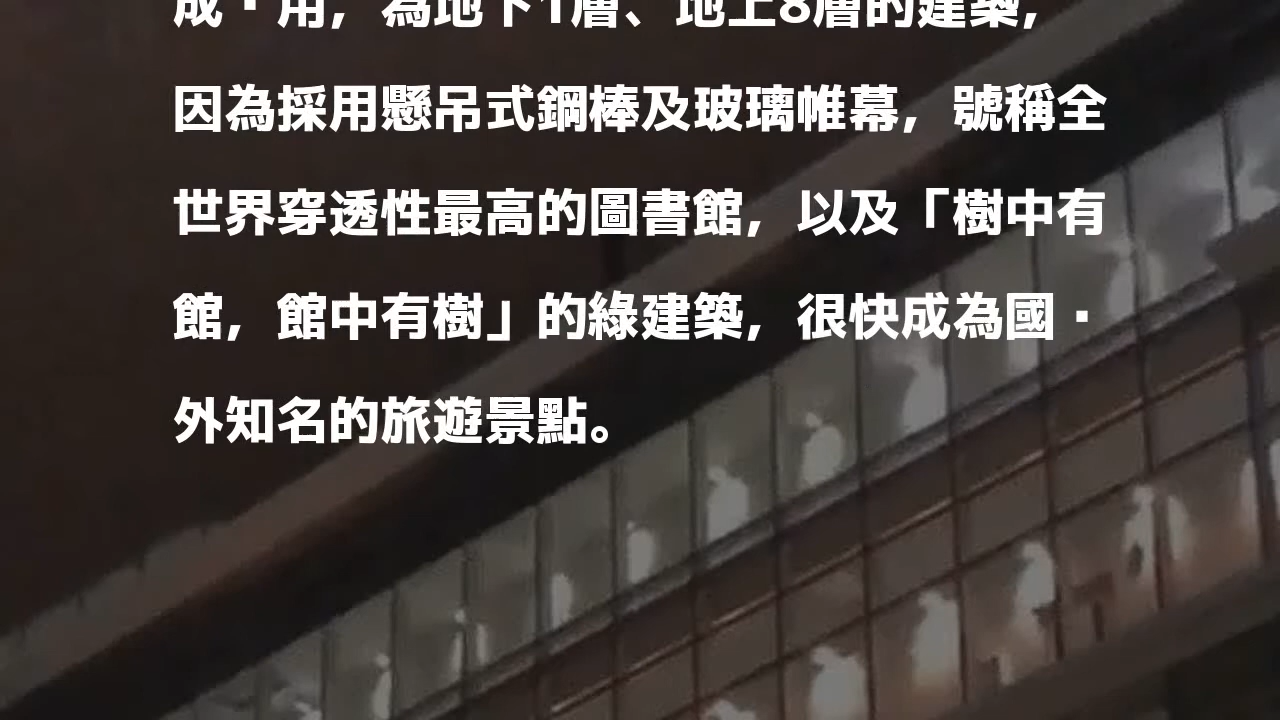 成·用，為地下1層、地上8層的建築，
因為採用懸吊式鋼棒及玻璃帷幕，號稱全
世界穿透性最高的圖書館，以及「樹中有
館，館中有樹」的綠建築，很快成為國·
外知名的旅遊景點。